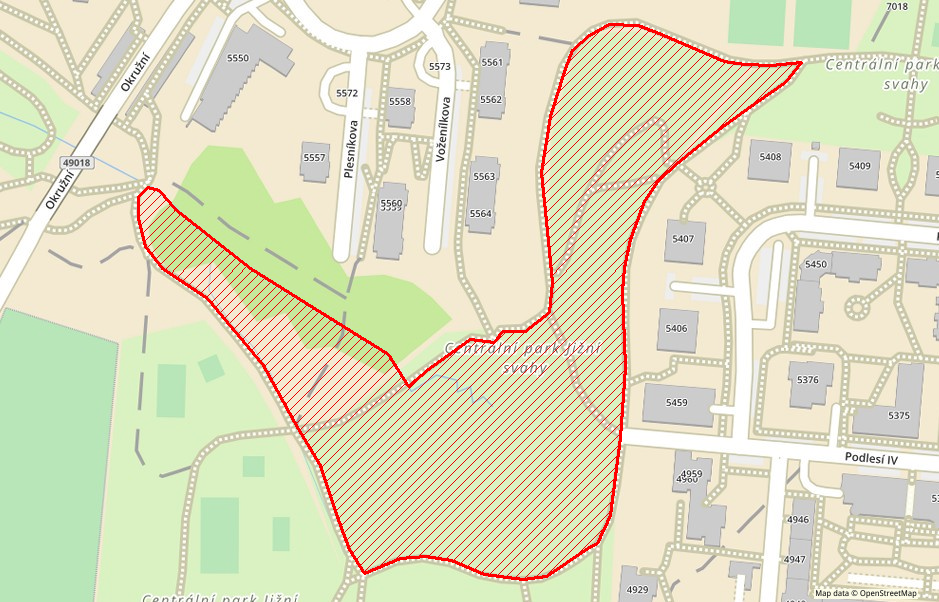 7018
Centrální park
svahy
5550
Okružní
5573
5561
5572
5558
5562
Plesníkova
Voženílkova
49018
5557
5563
5408
5409
Okružní
5560
5564
5407
5450
5406
Centrální park Jižní
svahy
5376
5459
5375
Podlesí IV
4959
4960
4946
4947
4929
Centrální park Jižní
Map data © OpenStreetMap